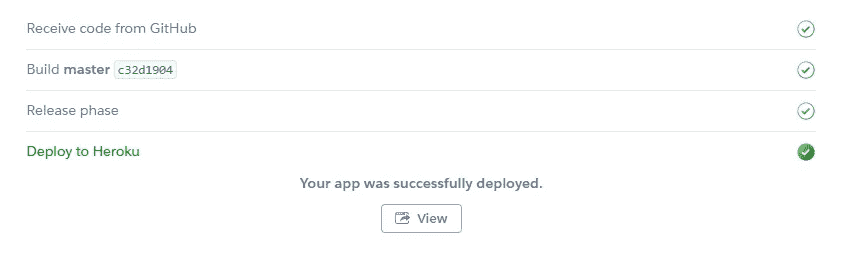 Receive code from GitHub
Build master c32d1904
Release phase
Deploy to Heroku
Your app was successfully deployed.
View